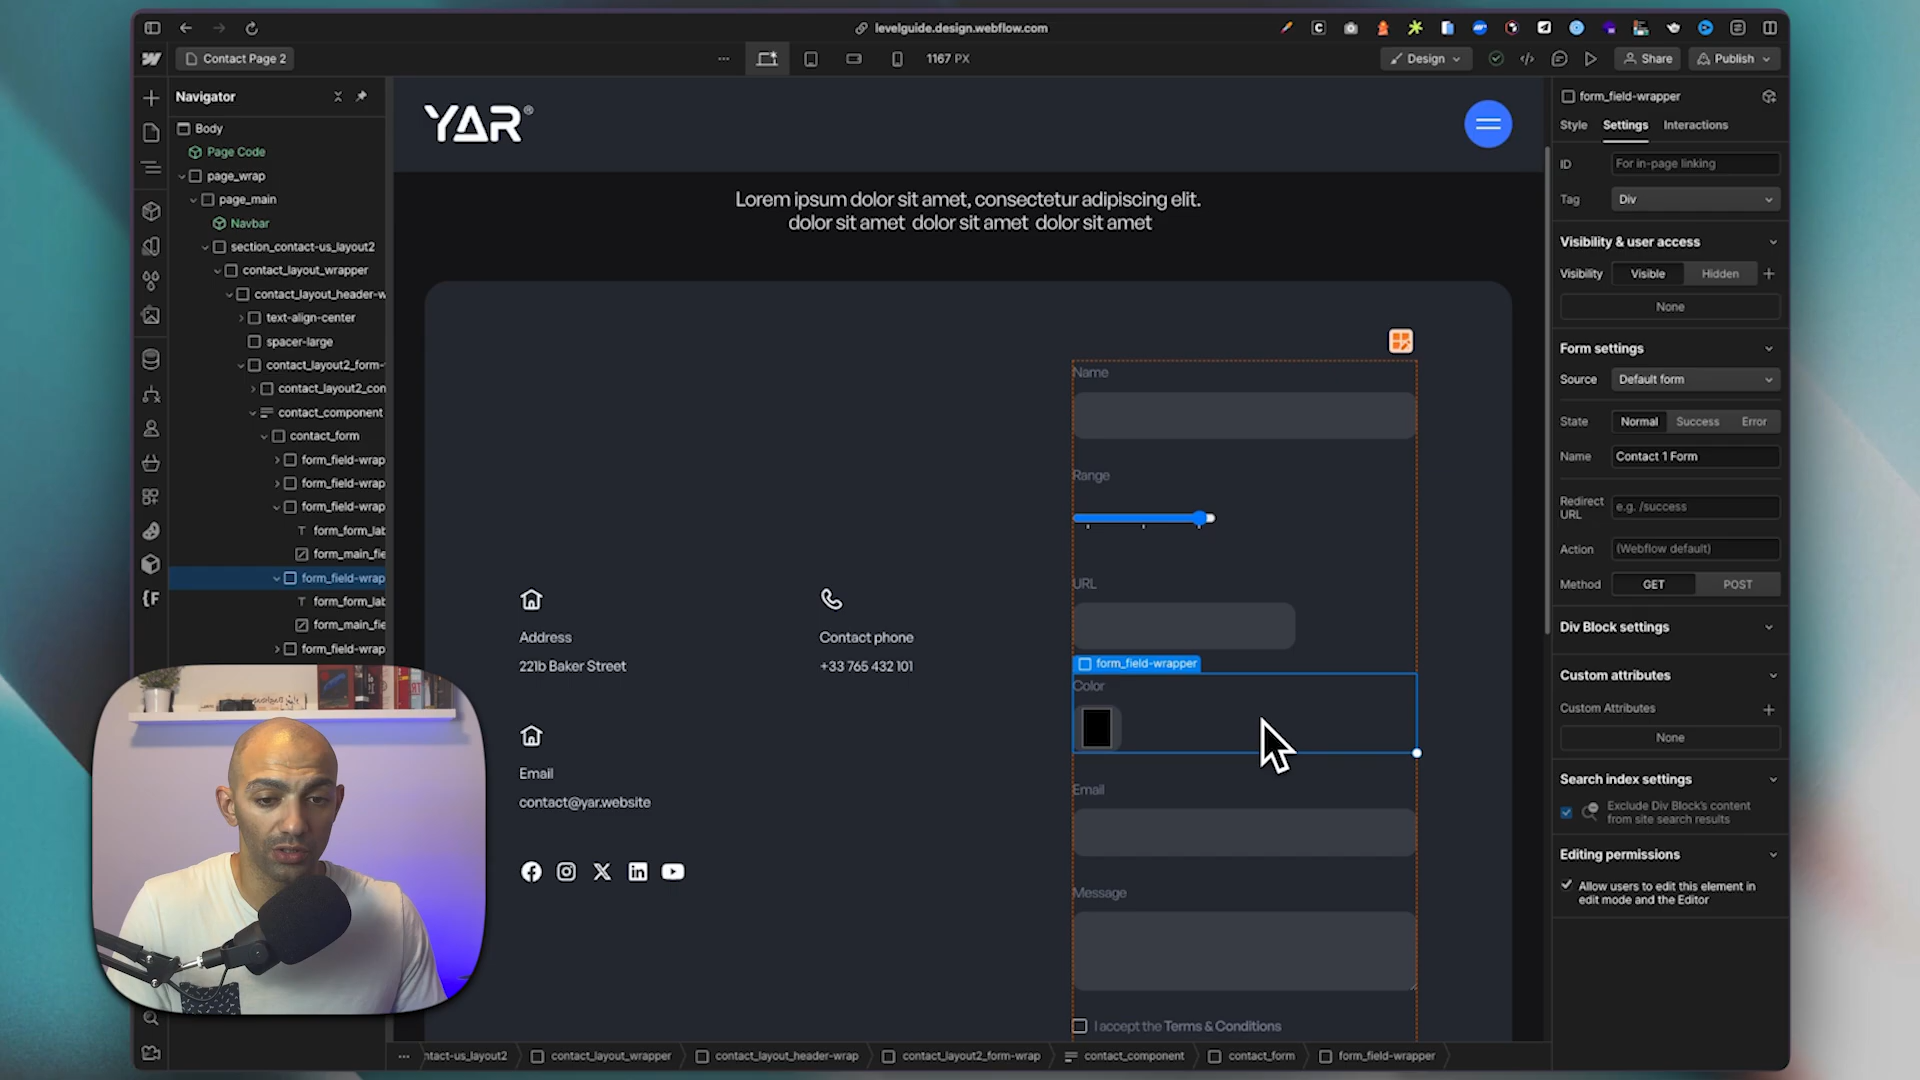 levelguide.design.webflow.com
Contact Page 2
1167 PX
Design
Share
Publish
Navigator
Body
Page Code
page_wrap
page_main
Navbar
section_contact-us_layout2
contact_layout_wrapper
contact_layout_header-w
text-align-center
spacer-large
contact_layout2_form-
contact_layout2_con
contact_component
contact_form
form_field-wrap
form_field-wrap
form_field-wrap
form_form_lab
form_main_fie
form_field-wrap
form_form_lab
form_main_fie
form_field-wrap
YAR®
Lorem ipsum dolor sit amet, consectetur adipiscing elit.
dolor sit amet dolor sit amet dolor sit amet
Address
221b Baker Street
Contact phone
+33 765 432 101
Email
contact@yar.website
Name
Range
URL
form_field-wrapper
Color
Email
Message
I accept the Terms & Conditions
form_field-wrapper
Style Settings Interactions
ID For in-page linking
Tag Div
Visibility & user access
Visibility Visible Hidden
None
Form settings
Source Default form
State Normal Success Error
Name Contact 1 Form
Redirect URL e.g. /success
Action (Webflow default)
Method GET POST
Div Block settings
Custom attributes
Custom Attributes
None
Search index settings
Exclude Div Block's content
from site search results
Editing permissions
Allow users to edit this element in
edit mode and the Editor
ntact-us_layout2 contact_layout_wrapper contact_layout_header-wrap contact_layout2_form-wrap contact_component contact_form form_field-wrapper